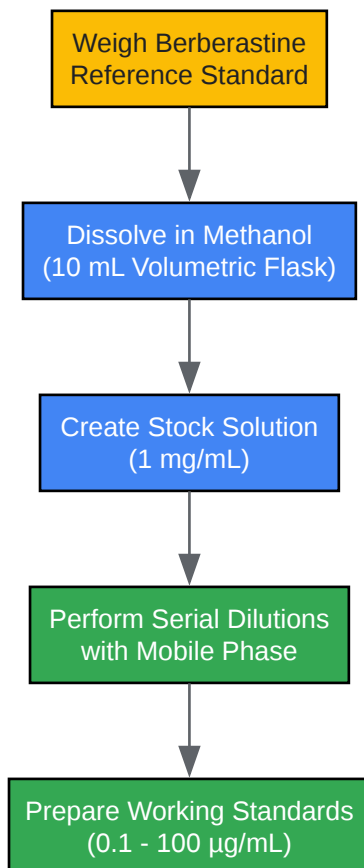 Weigh Berberastine
Reference Standard
Dissolve in Methanol
(10 mL Volumetric Flask)
Create Stock Solution
(1 mg/mL)
Perform Serial Dilutions
with Mobile Phase
Prepare Working Standards
(0.1 - 100 µg/mL)